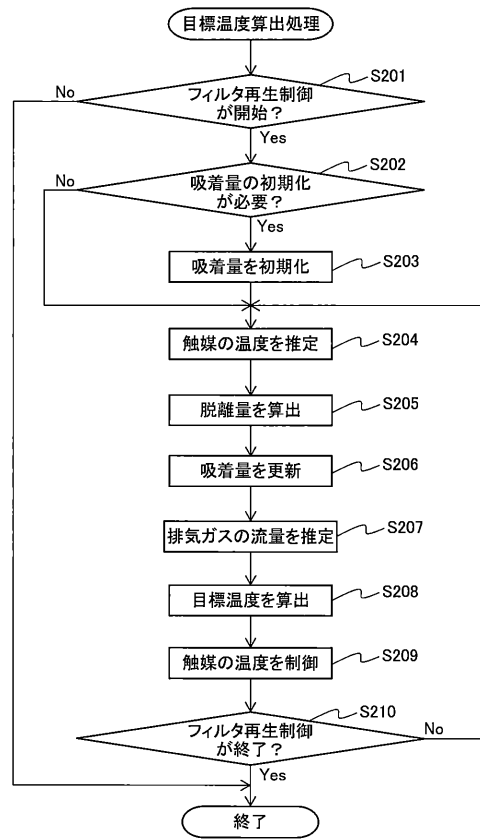 目標温度算出処理
S201
No
フィルタ再生制御
が開始？
Yes
S202
No
吸着量の初期化
が必要？
Yes
吸着量を初期化
S203
触媒の温度を推定
S204
脱離量を算出
S205
吸着量を更新
S206
排気ガスの流量を推定
S207
目標温度を算出
S208
触媒の温度を制御
S209
S210
フィルタ再生制御
が終了？
No
Yes
終了